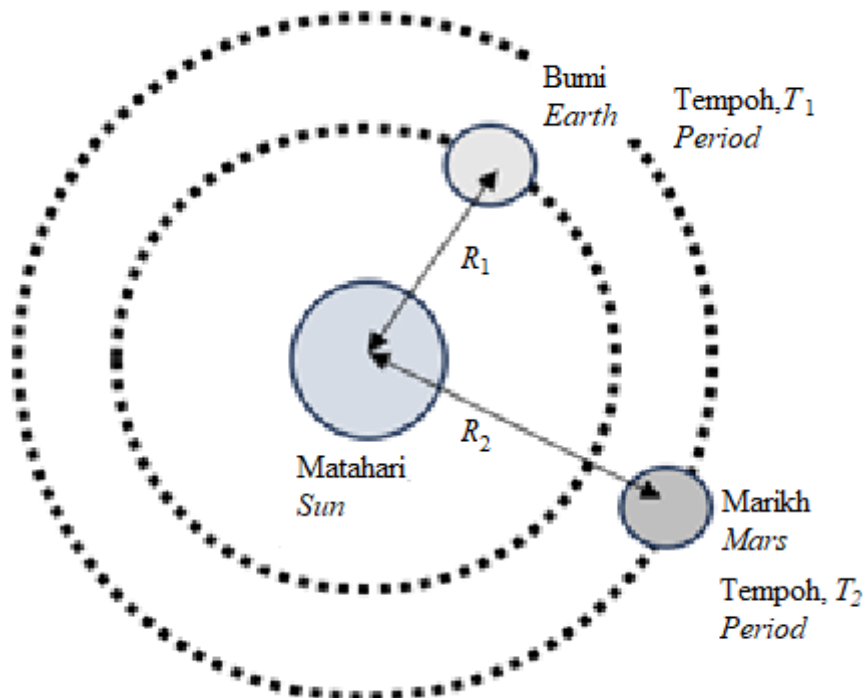 Bumi
Earth
Tempoh, T₁
Period
R₁
R₂
Matahari
Sun
Marikh
Mars
Tempoh, T₂
Period